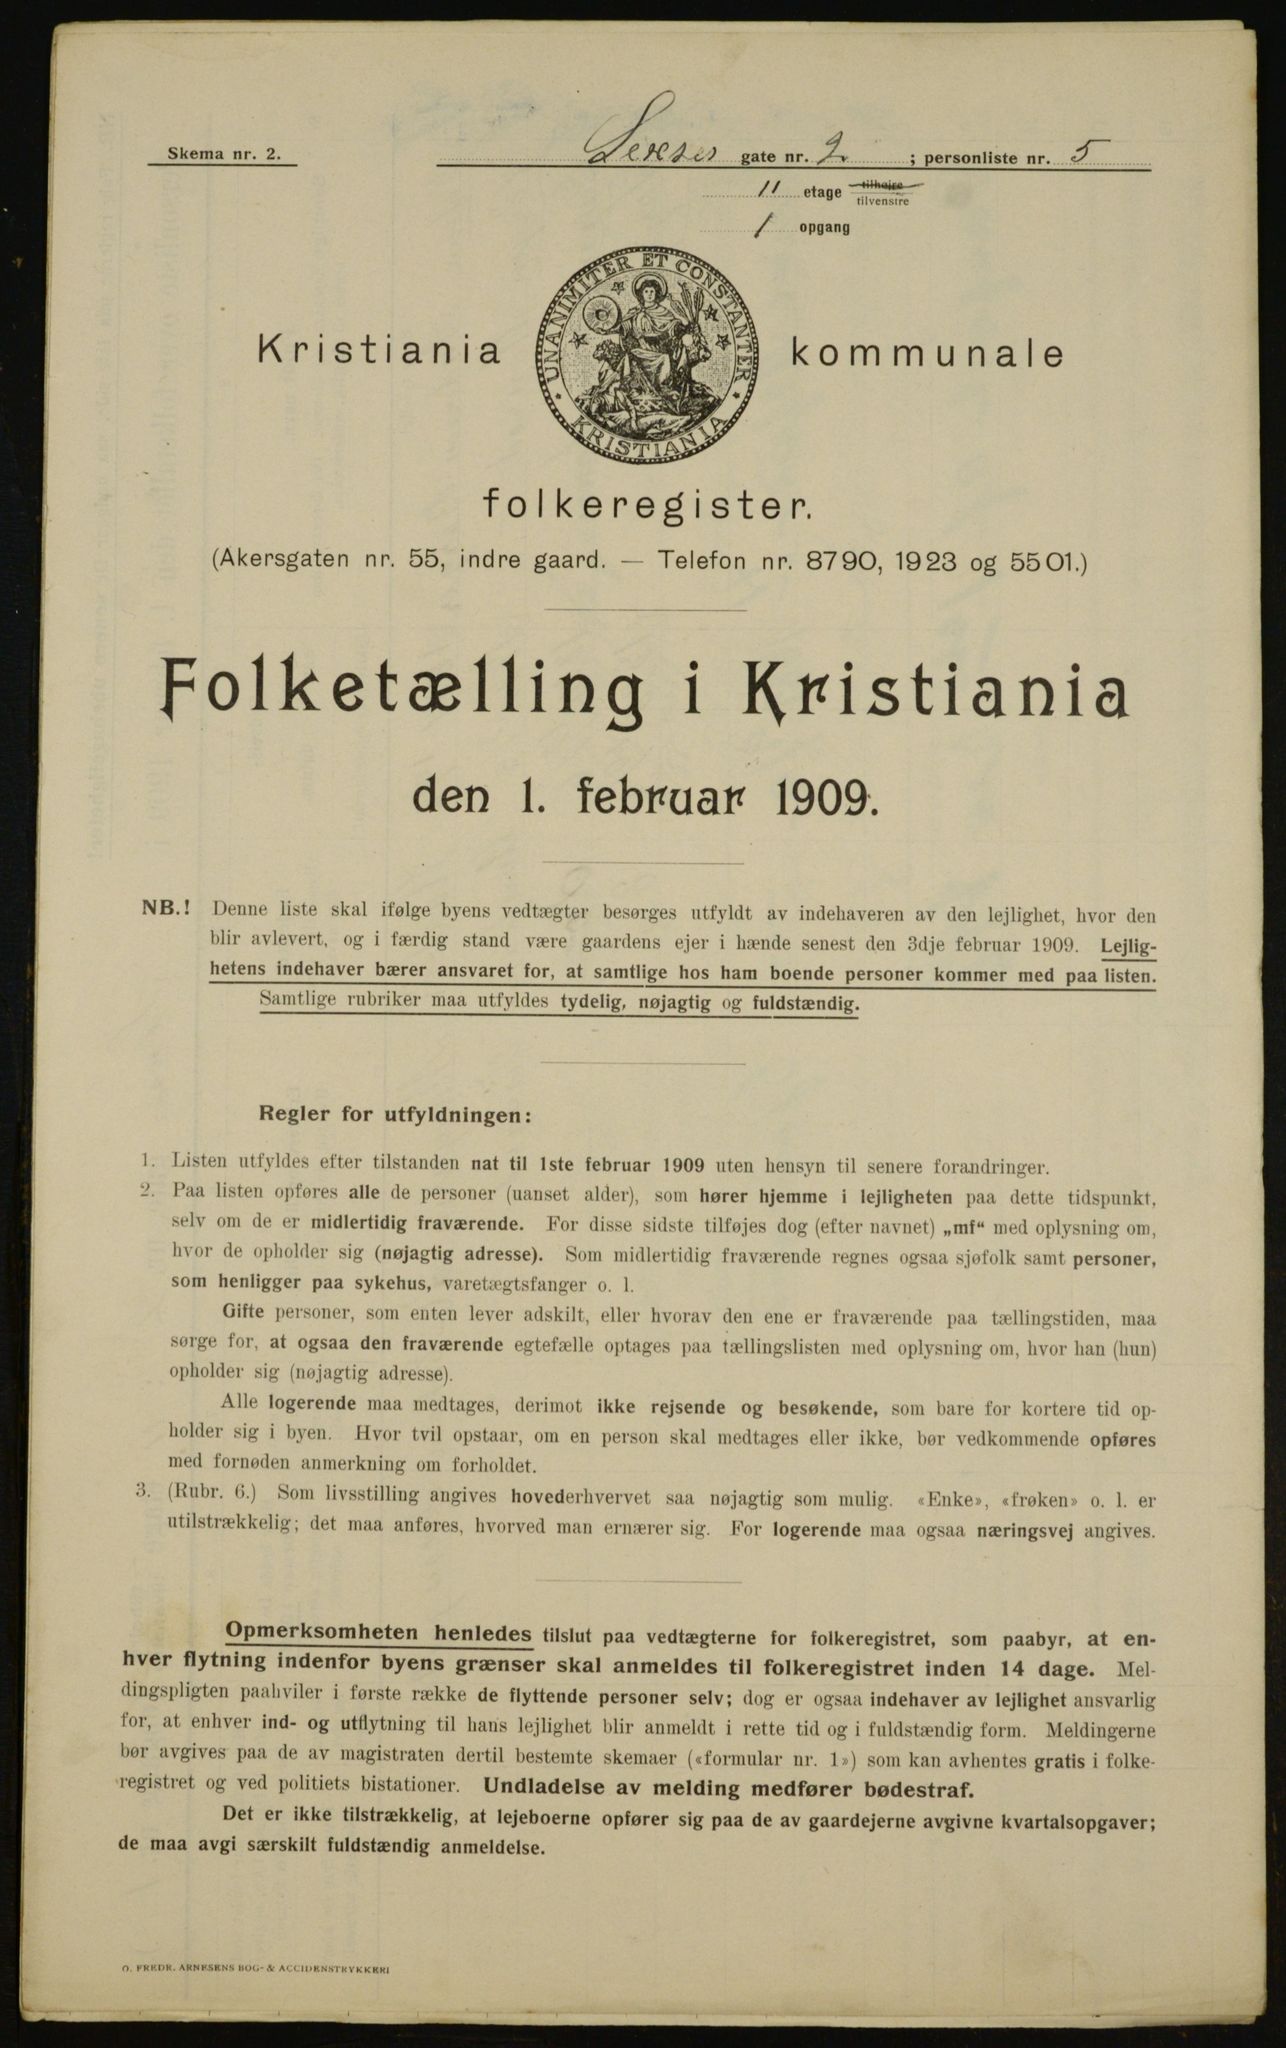 Skema nr. 2.
gate nr. 2 ; personliste nr. 5
II etage tilhøjre
tilvenstre
1 opgang
UNANIMITER ET CONSTANTER
KRISTIANIA
Kristiania kommunale
folkeregister.
(Akersgaten nr. 55, indre gaard. — Telefon nr. 8790, 1923 og 5501.)
Folketælling i Kristiania
den 1. februar 1909.
NB.! Denne liste skal ifølge byens vedtægter besørges utfyldt av indehaveren av den lejlighet, hvor den
blir avlevert, og i færdig stand være gaardens ejer i hænde senest den 3dje februar 1909. Lejlig-
hetens indehaver bærer ansvaret for, at samtlige hos ham boende personer kommer med paa listen.
Samtlige rubriker maa utfyldes tydelig, nøjagtig og fuldstændig.
Regler for utfyldningen:
1. Listen utfyldes efter tilstanden nat til 1ste februar 1909 uten hensyn til senere forandringer.
2. Paa listen opføres alle de personer (uanset alder), som hører hjemme i lejligheten paa dette tidspunkt,
selv om de er midlertidig fraværende. For disse sidste tilføjes dog (efter navnet) „mf“ med oplysning om,
hvor de opholder sig (nøjagtig adresse). Som midlertidig fraværende regnes ogsaa sjøfolk samt personer,
som henligger paa sykehus, varetægtsfanger o. l.
Gifte personer, som enten lever adskilt, eller hvorav den ene er fraværende paa tællingstiden, maa
sørge for, at ogsaa den fraværende egtefælle optages paa tællingslisten med oplysning om, hvor han (hun)
opholder sig (nøjagtig adresse).
Alle logerende maa medtages, derimot ikke rejsende og besøkende, som bare for kortere tid op-
holder sig i byen. Hvor tvil opstaar, om en person skal medtages eller ikke, bør vedkommende opføres
med fornøden anmerkning om forholdet.
3. (Rubr. 6.) Som livsstilling angives hovederhvervet saa nøjagtig som mulig. «Enke», «frøken» o. l. er
utilstrækkelig; det maa anføres, hvorved man ernærer sig. For logerende maa ogsaa næringsvej angives.
Opmerksomheten henledes tilslut paa vedtægterne for folkeregistret, som paabyr, at en-
hver flytning indenfor byens grænser skal anmeldes til folkeregistret inden 14 dage. Mel-
dingspligten paahviler i første række de flyttende personer selv; dog er ogsaa indehaver av lejlighet ansvarlig
for, at enhver ind- og utflytning til hans lejlighet blir anmeldt i rette tid og i fuldstændig form. Meldingerne
bør avgives paa de av magistraten dertil bestemte skemaer («formular nr. 1») som kan avhentes gratis i folke-
registret og ved politiets bistationer. Undladelse av melding medfører bødestraf.
Det er ikke tilstrækkelig, at lejeboerne opfører sig paa de av gaardejerne avgivne kvartalsopgaver;
de maa avgi særskilt fuldstændig anmeldelse.
O. FREDR. ARNESENS BOG- & ACCIDENSTRYKKERI